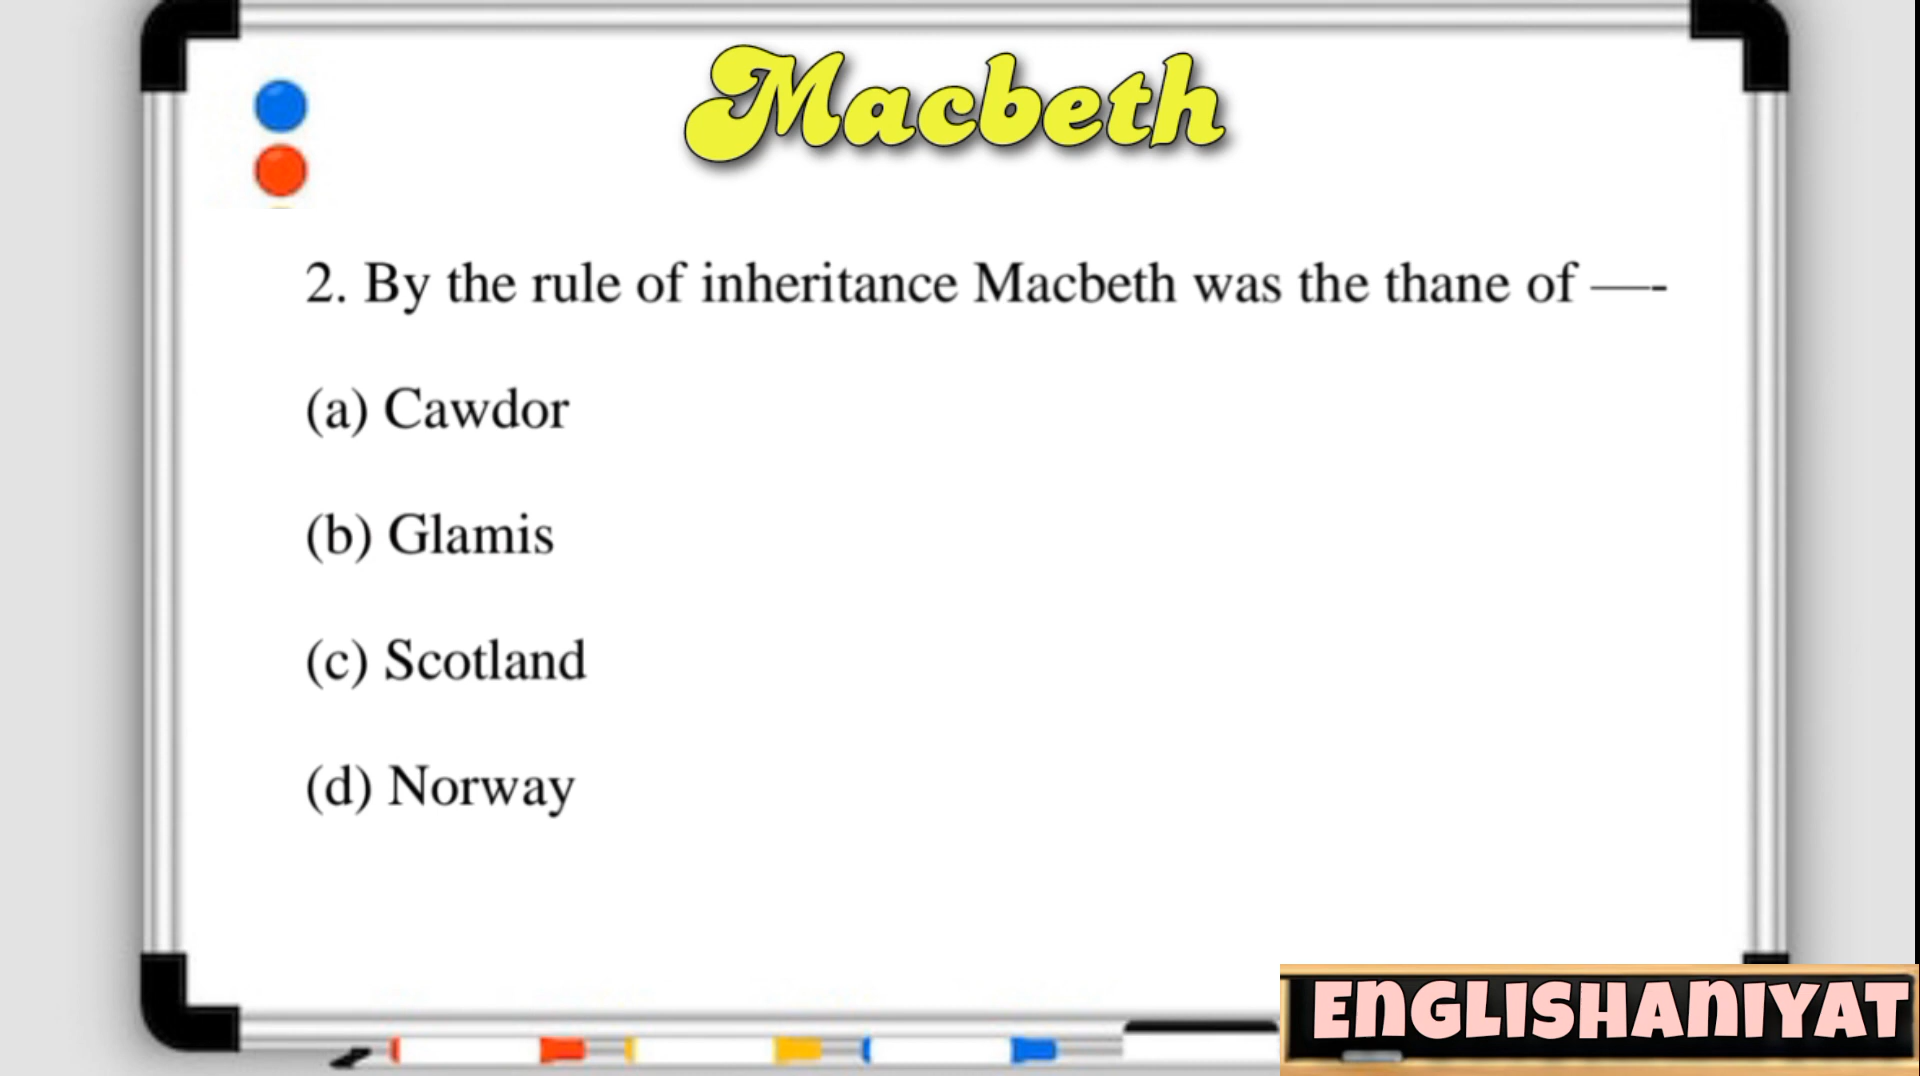 Macbeth
2. By the rule of inheritance Macbeth was the thane of —-
(a) Cawdor
(b) Glamis
(c) Scotland
(d) Norway
ENGLISHANIYAT